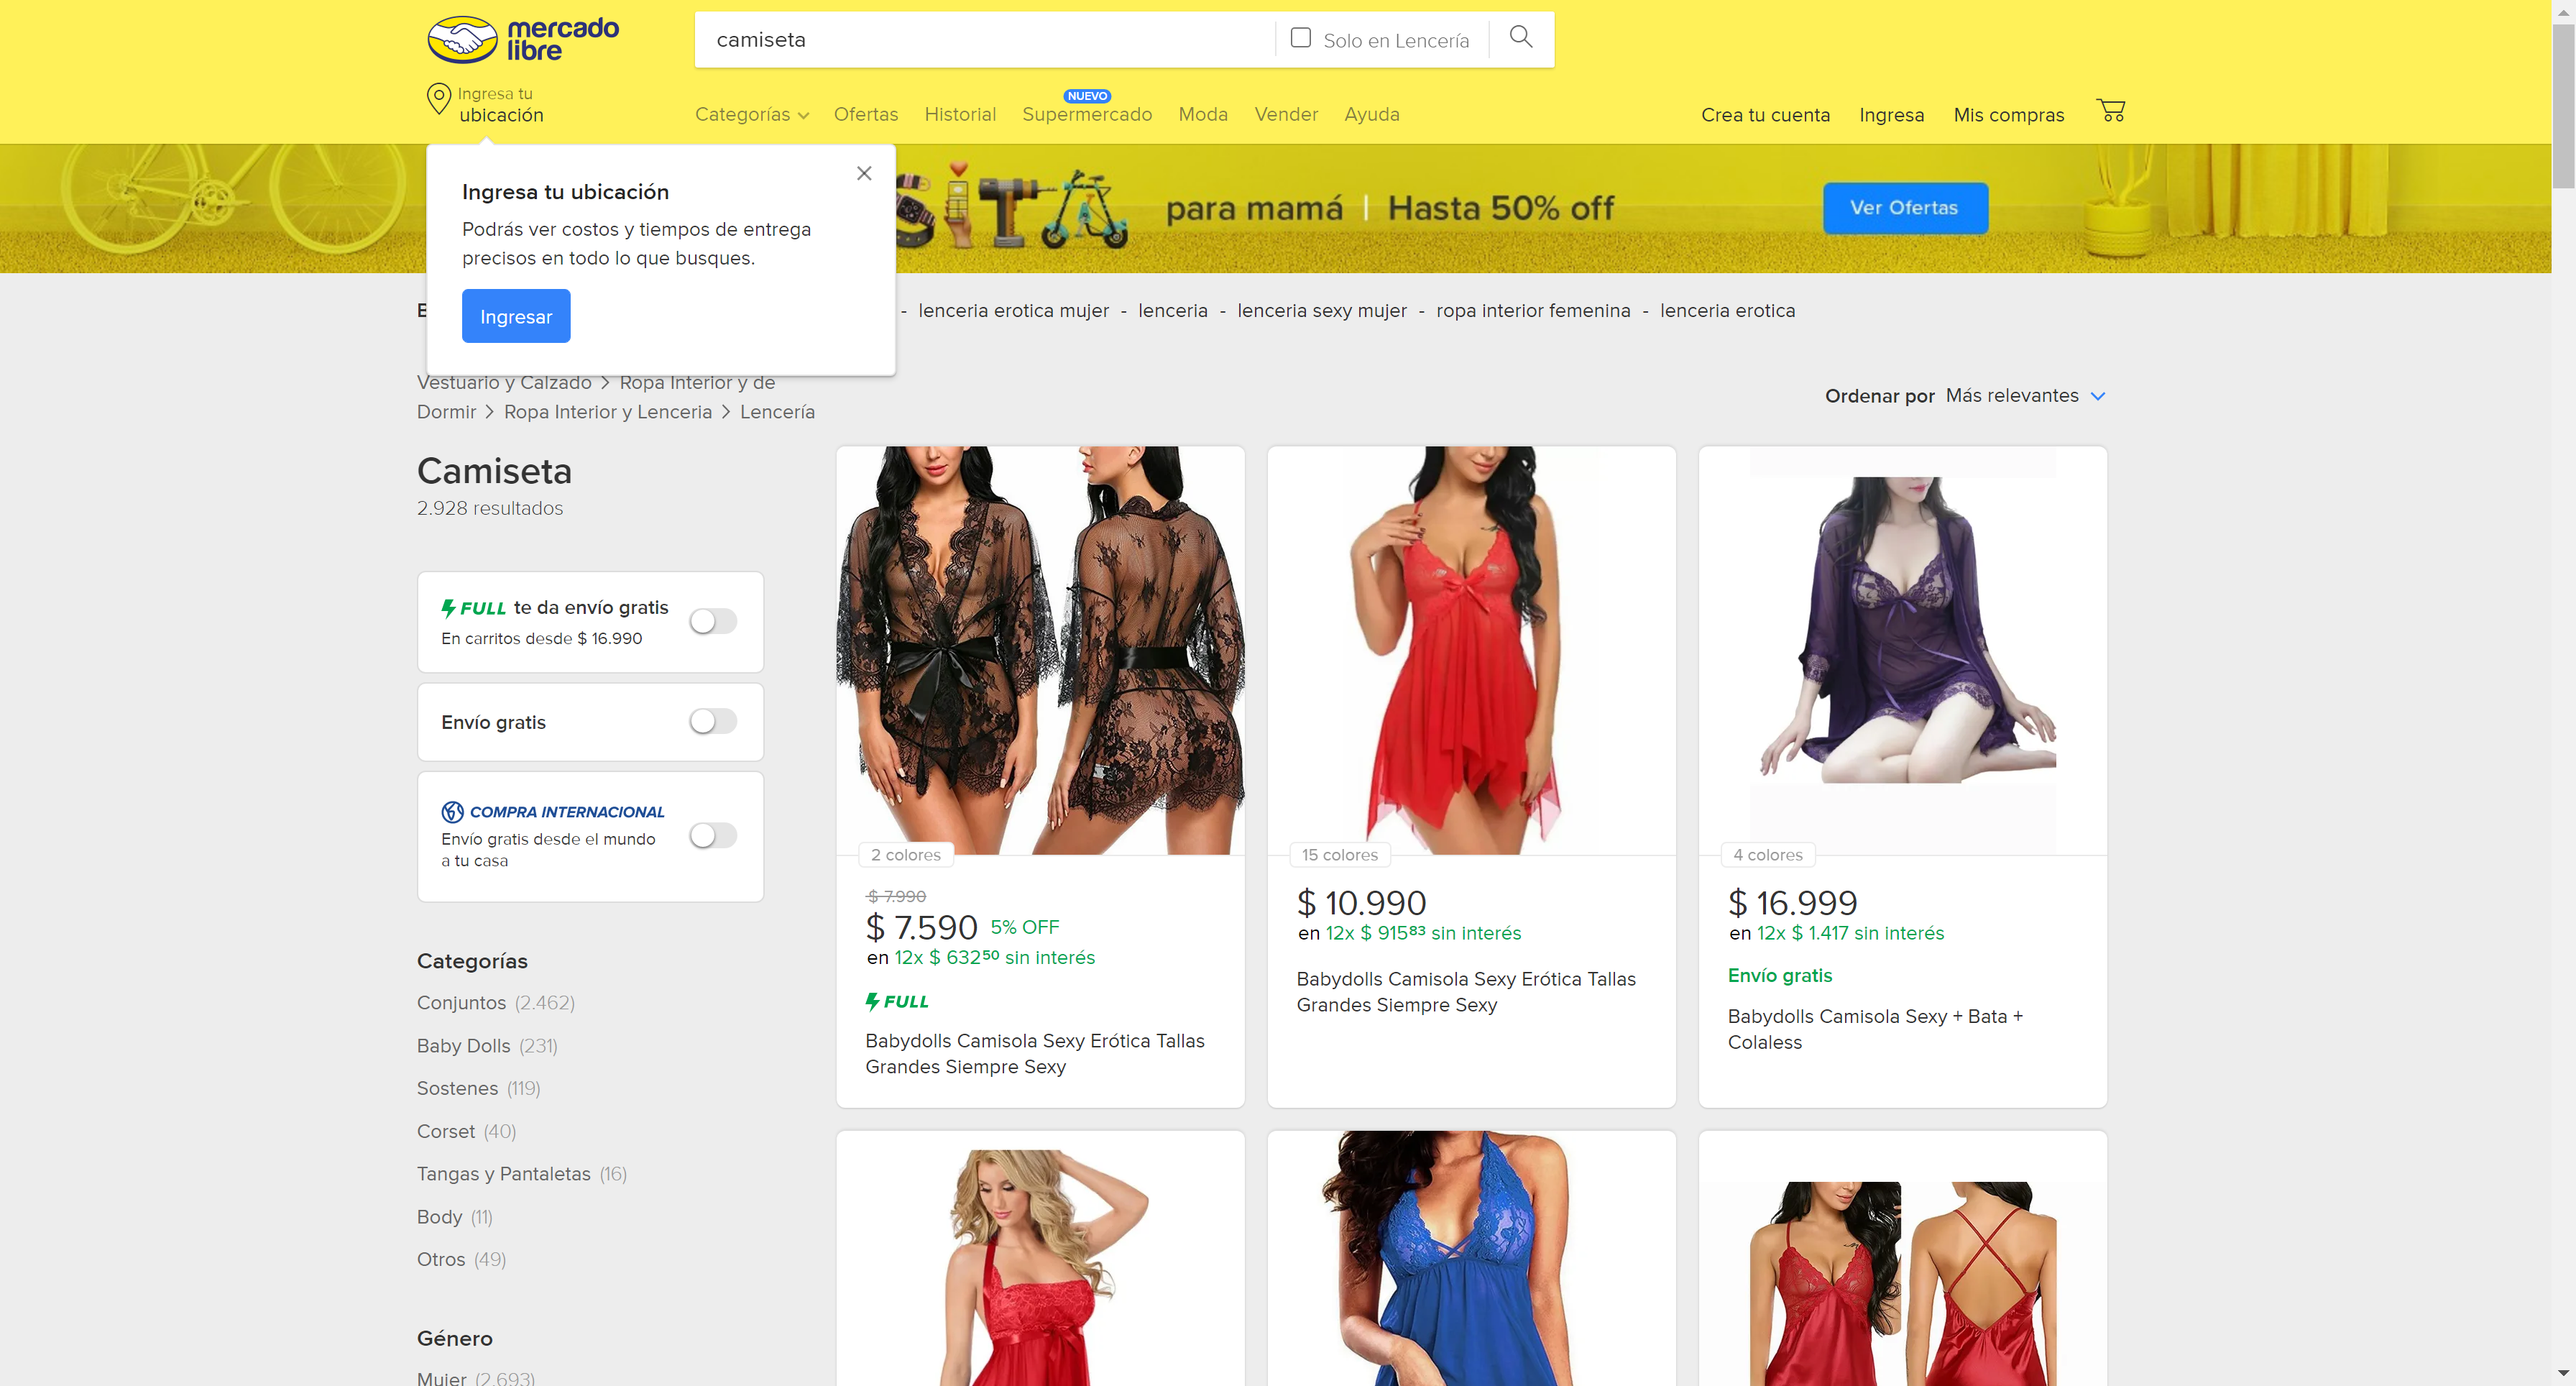 mercado
libre
camiseta
Solo en Lencería
Ingresa tu
ubicación
Categorías
Ofertas
Historial
NUEVO
Supermercado
Moda
Vender
Ayuda
Crea tu cuenta
Ingresa
Mis compras
Ingresa tu ubicación
Podrás ver costos y tiempos de entrega
precisos en todo lo que busques.
Ingresar
para mamá | Hasta 50% off
Ver Ofertas
- lenceria erotica mujer - lenceria - lenceria sexy mujer - ropa interior femenina - lenceria erotica
Vestuario y Calzado > Ropa Interior y de
Dormir > Ropa Interior y Lenceria > Lencería
Ordenar por Más relevantes
Camiseta
2.928 resultados
FULL te da envío gratis
En carritos desde $ 16.990
Envío gratis
COMPRA INTERNACIONAL
Envío gratis desde el mundo
a tu casa
Categorías
Conjuntos (2.462)
Baby Dolls (231)
Sostenes (119)
Corset (40)
Tangas y Pantaletas (16)
Body (11)
Otros (49)
Género
Mujer (2.693)
2 colores
$ 7.990
$ 7.590 5% OFF
en 12x $ 632⁵⁰ sin interés
FULL
Babydolls Camisola Sexy Erótica Tallas
Grandes Siempre Sexy
15 colores
$ 10.990
en 12x $ 915⁸³ sin interés
Babydolls Camisola Sexy Erótica Tallas
Grandes Siempre Sexy
4 colores
$ 16.999
en 12x $ 1.417 sin interés
Envío gratis
Babydolls Camisola Sexy + Bata +
Colaless